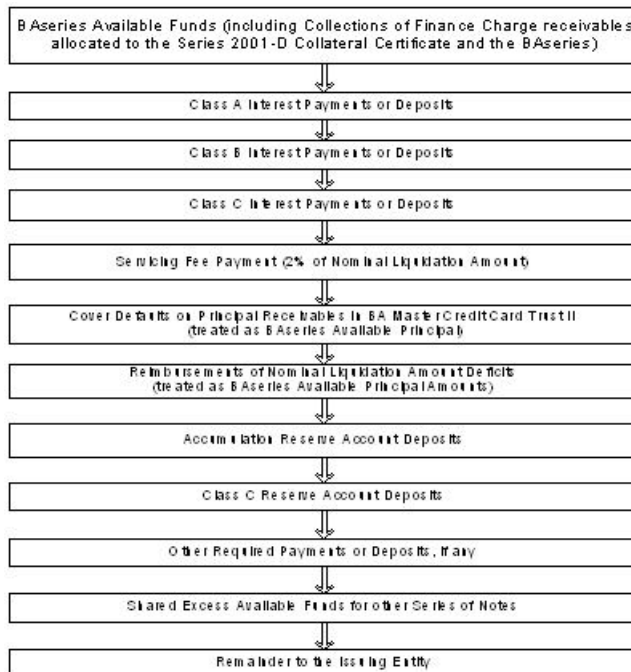 BAseries Available Funds (including Collections of Finance Charge receivables
allocated to the Series 2001-D Collateral Certificate and the BAseries)
Class A Interest Payments or Deposits
Class B Interest Payments or Deposits
Class C Interest Payments or Deposits
Servicing Fee Payment (2% of Nominal Liquidation Amount)
Cover Defaults on Principal Receivables in BA Master Credit Card Trust II
(treated as BAseries Available Principal)
Reimbursements of Nominal Liquidation Amount Deficits
(treated as BAseries Available Principal Amounts)
Accumulation Reserve Account Deposits
Class C Reserve Account Deposits
Other Required Payments or Deposits, if any
Shared Excess Available Funds for other Series of Notes
Remainder to the Issuing Entity